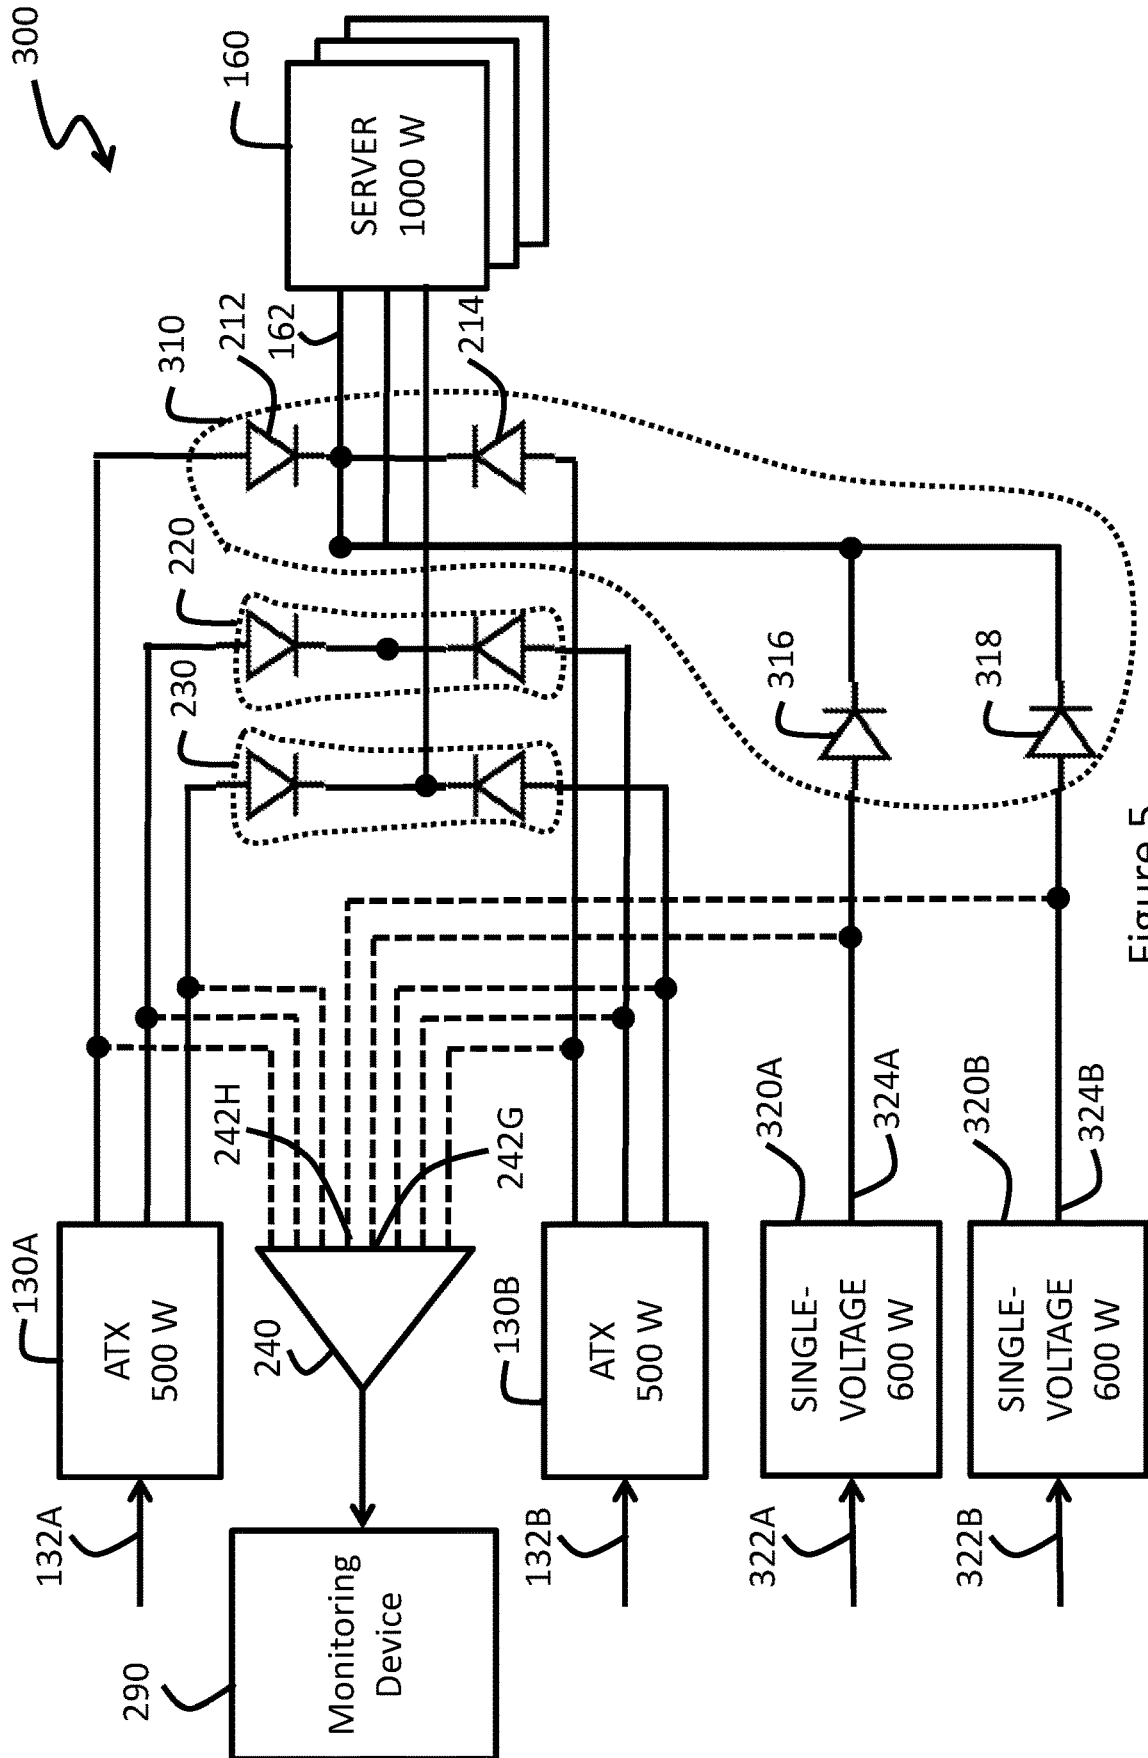 300
130A
ATX
500 W
132A
310
212
220
230
162
160
SERVER
1000 W
214
242H
242G
240
290
Monitoring
Device
130B
ATX
500 W
132B
316
318
320A
324A
SINGLE-
VOLTAGE
600 W
322A
320B
324B
SINGLE-
VOLTAGE
600 W
322B
Figure 5